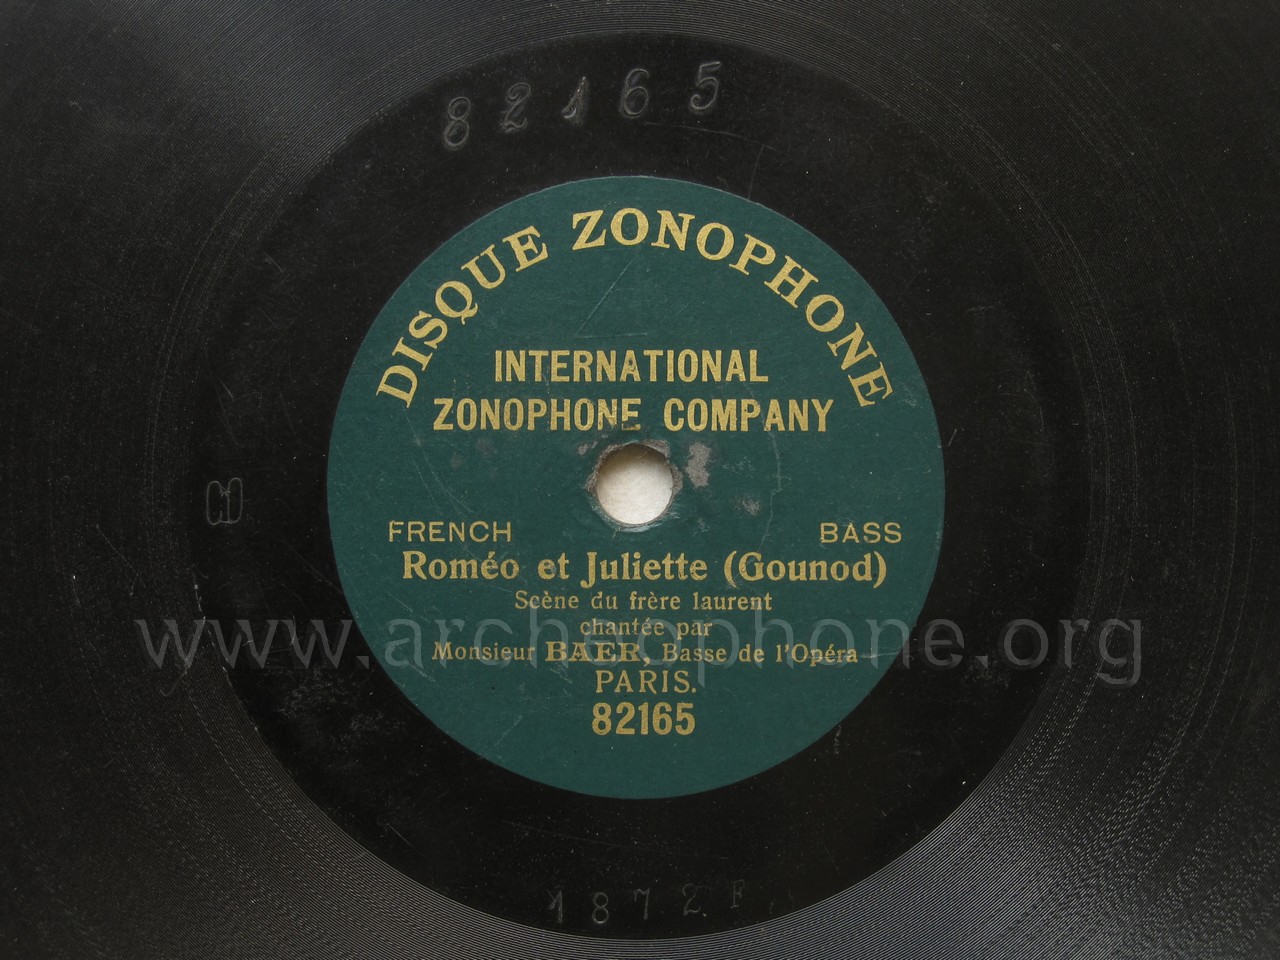 82165
DISQUE ZONOPHONE
INTERNATIONAL
ZONOPHONE COMPANY
FRENCH BASS
Roméo et Juliette (Gounod)
Scène du frère laurent
chantée par
www.archeophone.org
Monsieur BAER, Basse de l'Opéra
PARIS.
82165
1872 F